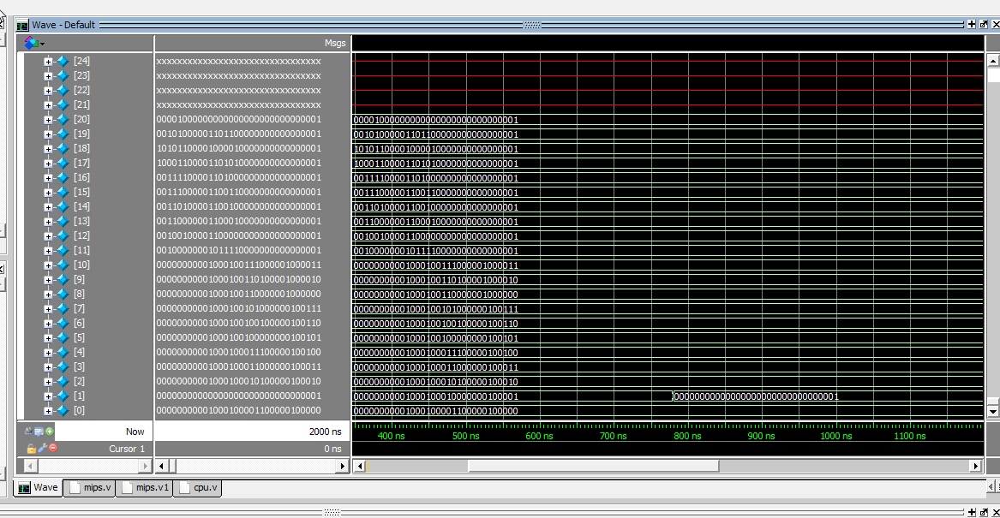 Wave - Default
Msgs
[24] xxxxxxxxxxxxxxxxxxxxxxxxxxxxxxxx
[23] xxxxxxxxxxxxxxxxxxxxxxxxxxxxxxxx
[22] xxxxxxxxxxxxxxxxxxxxxxxxxxxxxxxx
[21] xxxxxxxxxxxxxxxxxxxxxxxxxxxxxxxx
[20] 00001000000000000000000000000001 00001000000000000000000000000001
[19] 00101000001101100000000000000001 00101000001101100000000000000001
[18] 10101100001000010000000000000001 10101100001000010000000000000001
[17] 10001100001101010000000000000001 10001100001101010000000000000001
[16] 00111100001101000000000000000001 00111100001101000000000000000001
[15] 00111000001100110000000000000001 00111000001100110000000000000001
[14] 00110100001100100000000000000001 00110100001100100000000000000001
[13] 00110000001100010000000000000001 00110000001100010000000000000001
[12] 00100100001100000000000000000001 00100100001100000000000000000001
[11] 00100000001011110000000000000001 00100000001011110000000000000001
[10] 00000000001000100111000001000011 00000000001000100111000001000011
[9] 00000000001000100110100001000010 00000000001000100110100001000010
[8] 00000000001000100110000001000000 00000000001000100110000001000000
[7] 00000000001000100101000000100111 00000000001000100101000000100111
[6] 00000000001000100100100000100110 00000000001000100100100000100110
[5] 00000000001000100100000000100101 00000000001000100100000000100101
[4] 00000000001000100011100000100100 00000000001000100011100000100100
[3] 00000000001000100011000000100011 00000000001000100011000000100011
[2] 00000000001000100010100000100010 00000000001000100010100000100010
[1] 00000000000000000000000000000001 00000000001000100010000000100001 00000000000000000000000000000001
[0] 00000000001000100001100000100000 00000000001000100001100000100000
Now 2000 ns
400 ns 500 ns 600 ns 700 ns 800 ns 900 ns 1000 ns 1100 ns
Cursor 1 0 ns
Wave mips.v mips.v1 cpu.v